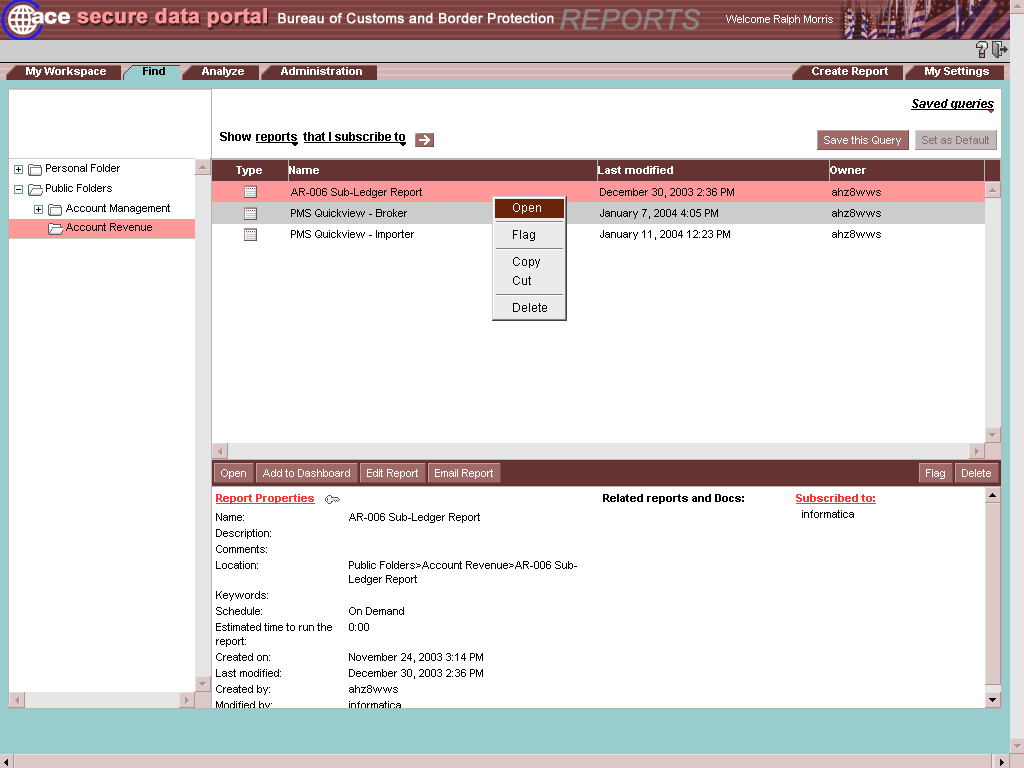 ace secure data portal Bureau of Customs and Border Protection REPORTS Welcome Ralph Morris
My Workspace Find Analyze Administration Create Report My Settings
Saved queries
Show reports that I subscribe to Save this Query Set as Default
Personal Folder
Public Folders
Account Management
Account Revenue
Type Name Last modified Owner
AR-006 Sub-Ledger Report December 30, 2003 2:36 PM ahz8wws
PMS Quickview - Broker January 7, 2004 4:05 PM ahz8wws
PMS Quickview - Importer January 11, 2004 12:23 PM ahz8wws
Open
Flag
Copy
Cut
Delete
Open Add to Dashboard Edit Report Email Report Flag Delete
Report Properties Related reports and Docs: Subscribed to:
informatica
Name: AR-006 Sub-Ledger Report
Description:
Comments:
Location: Public Folders>Account Revenue>AR-006 Sub-
Ledger Report
Keywords:
Schedule: On Demand
Estimated time to run the 0:00
report:
Created on: November 24, 2003 3:14 PM
Last modified: December 30, 2003 2:36 PM
Created by: ahz8wws
Modified by: informatica